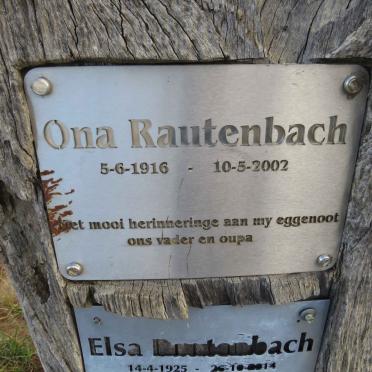 Ona Rautenbach
5-6-1916 - 10-5-2002
Met mooi herinneringe aan my eggenoot
ons vader en oupa
Elsa Rautenbach
14-4-1925 - 26-10-2014